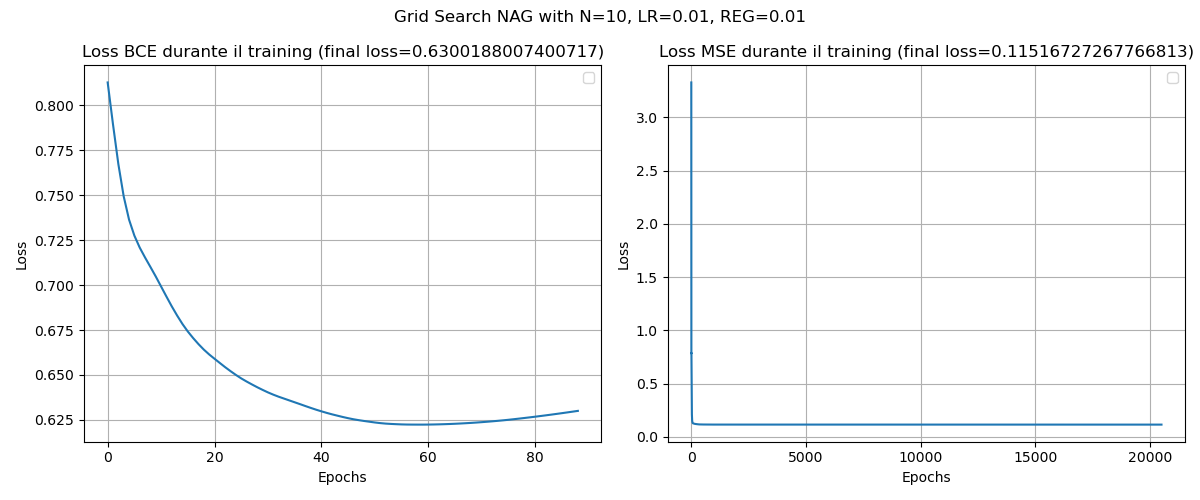 Grid Search NAG with N=10, LR=0.01, REG=0.01
Loss BCE durante il training (final loss=0.6300188007400717)
0.800
0.775
0.750
0.725
0.700
0.675
0.650
0.625
Loss
0 20 40 60 80
Epochs
Loss MSE durante il training (final loss=0.11516727267766813)
3.0
2.5
2.0
1.5
1.0
0.5
0.0
Loss
0 5000 10000 15000 20000
Epochs